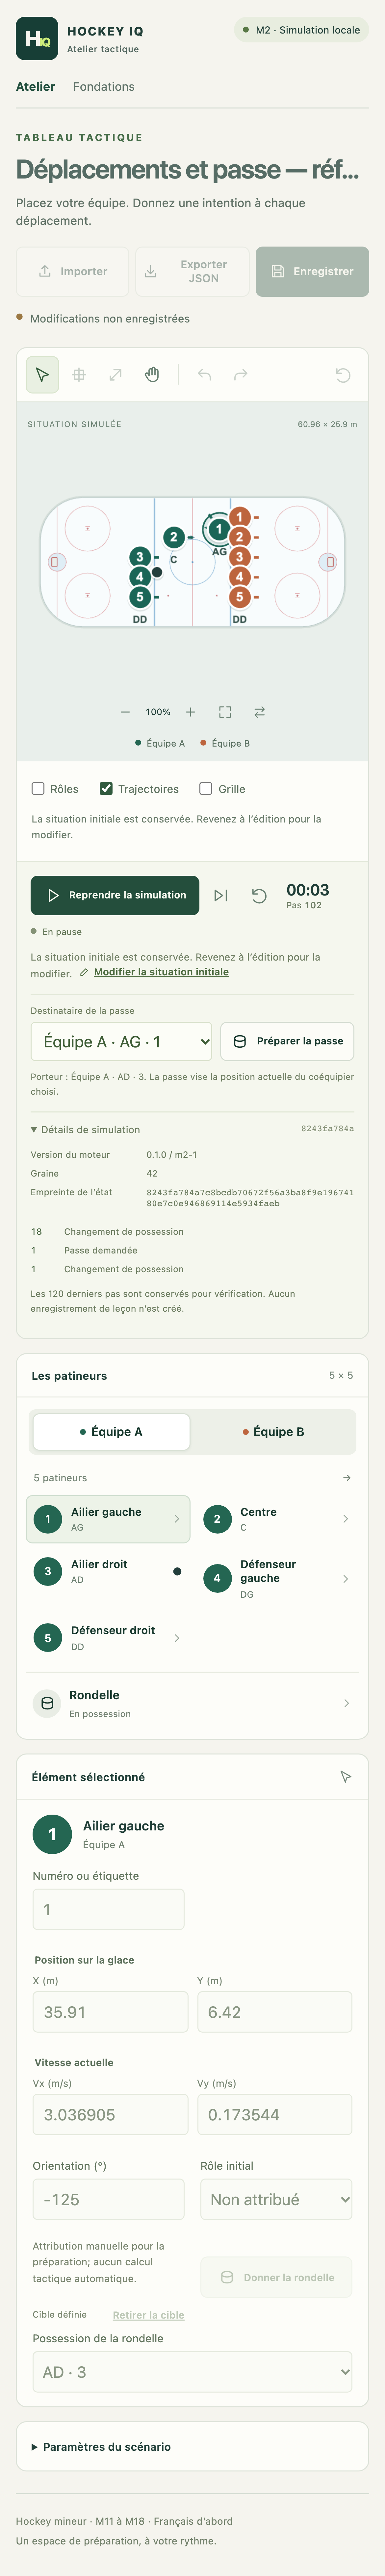 HIQ
HOCKEY IQ
Atelier tactique
M2 · Simulation locale
Atelier
Fondations
TABLEAU TACTIQUE
Déplacements et passe — réf…
Placez votre équipe. Donnez une intention à chaque
déplacement.
Importer
Exporter
JSON
Enregistrer
Modifications non enregistrées
SITUATION SIMULÉE
60.96 x 25.9 m
1
1
2
2
AG
C
3
3
4
4
5
5
DD
DD
100%
Équipe A
Équipe B
Rôles
Trajectoires
Grille
La situation initiale est conservée. Revenez à l’édition pour la
modifier.
Reprendre la simulation
00:03
Pas 102
En pause
La situation initiale est conservée. Revenez à l’édition pour la
modifier. Modifier la situation initiale
Destinataire de la passe
Équipe A · AG · 1
Préparer la passe
Porteur : Équipe A · AD · 3. La passe vise la position actuelle du coéquipier
choisi.
▼ Détails de simulation
8243fa784a
Version du moteur
0.1.0 / m2-1
Graine
42
Empreinte de l’état
8243fa784a7c8bcdb70672f56a3ba8f9e196741
80e7c0e946869114e5934faeb
18 Changement de possession
1 Passe demandée
1 Changement de possession
Les 120 derniers pas sont conservés pour vérification. Aucun
enregistrement de leçon n’est créé.
Les patineurs
5 × 5
Équipe A
Équipe B
5 patineurs
1
Ailier gauche
AG
2
Centre
C
3
Ailier droit
AD
4
Défenseur
gauche
DG
5
Défenseur droit
DD
Rondelle
En possession
Élément sélectionné
1
Ailier gauche
Équipe A
Numéro ou étiquette
1
Position sur la glace
X (m)
Y (m)
35.91
6.42
Vitesse actuelle
Vx (m/s)
Vy (m/s)
3.036905
0.173544
Orientation (°)
Rôle initial
-125
Non attribué
Attribution manuelle pour la
préparation; aucun calcul
tactique automatique.
Donner la rondelle
Cible définie
Retirer la cible
Possession de la rondelle
AD · 3
Paramètres du scénario
Hockey mineur · M11 à M18 · Français d’abord
Un espace de préparation, à votre rythme.